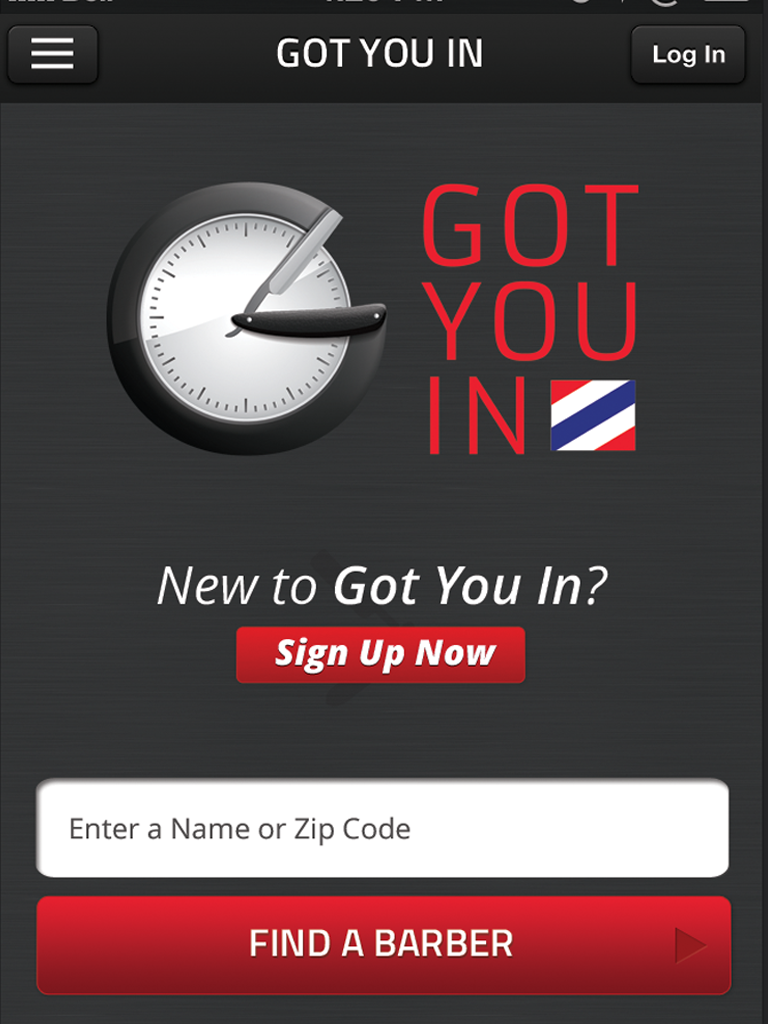 GOT YOU IN
Log In
GOT
YOU
IN
New to Got You In?
Sign Up Now
Enter a Name or Zip Code
FIND A BARBER